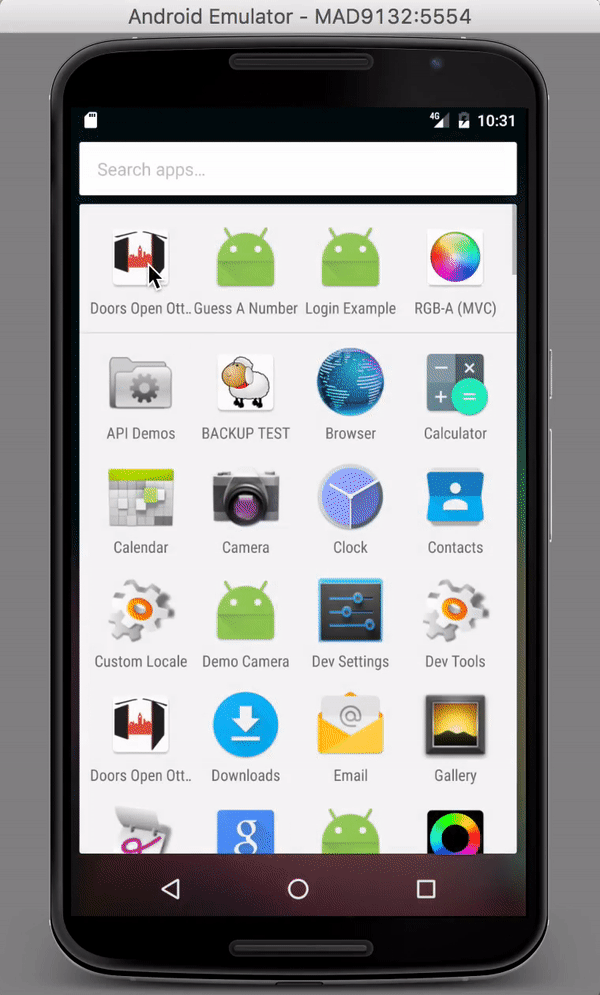 Android Emulator - MAD9132:5554
4G 10:31
Search apps...
Doors Open Ott.. Guess A Number Login Example RGB-A (MVC)
API Demos BACKUP TEST Browser Calculator
Calendar Camera Clock Contacts
Custom Locale Demo Camera Dev Settings Dev Tools
Doors Open Ott.. Downloads Email Gallery
g